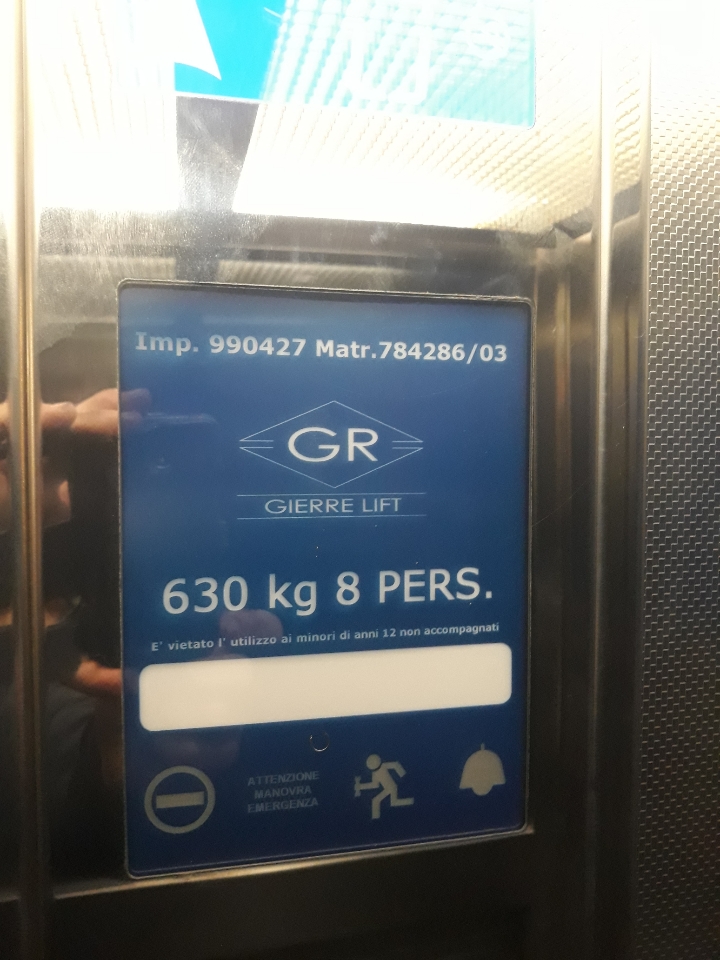 Imp. 990427 Matr.784286/03
GR
GIERRE LIFT
630 kg 8 PERS.
E' vietato l' utilizzo ai minori di anni 12 non accompagnati
ATTENZIONE
MANOVRA
EMERGENZA